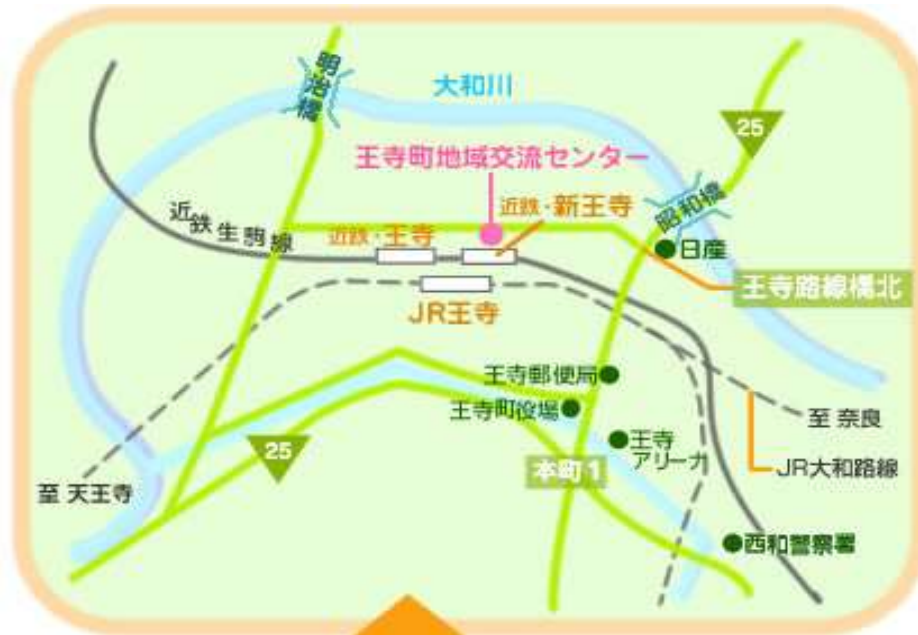 明治橋
大和川
25
王寺町地域交流センター
昭和橋
近鉄・新王寺
近鉄生駒線
近鉄・王寺
日産
王寺路線橋北
JR王寺
王寺郵便局
王寺町役場
至 奈良
王寺
アリーナ
25
本町1
JR大和路線
至 天王寺
西和警察署